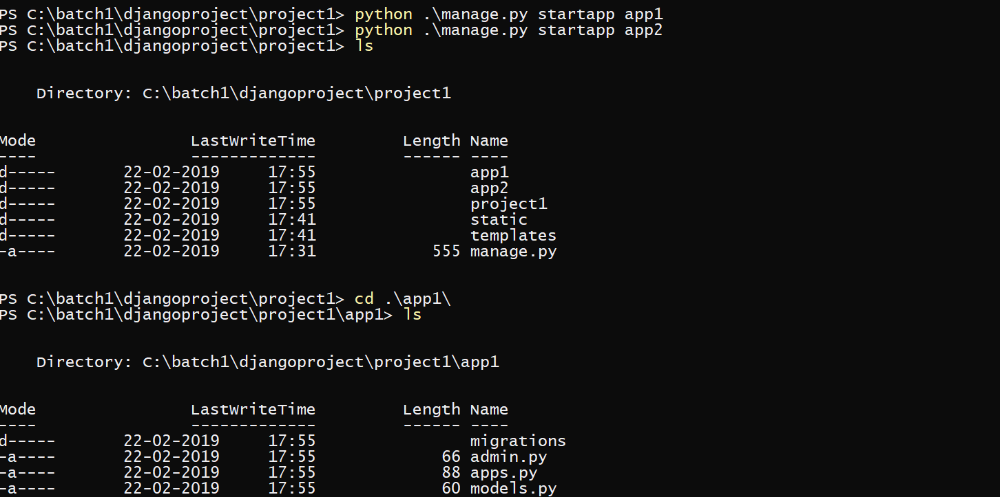 PS C:\batch1\djangoproject\project1> python .\manage.py startapp app1
PS C:\batch1\djangoproject\project1> python .\manage.py startapp app2
PS C:\batch1\djangoproject\project1> ls
Directory: C:\batch1\djangoproject\project1
Mode LastWriteTime Length Name
---- ------------- ------ ----
d----- 22-02-2019 17:55 app1
d----- 22-02-2019 17:55 app2
d----- 22-02-2019 17:55 project1
d----- 22-02-2019 17:41 static
d----- 22-02-2019 17:41 templates
-a---- 22-02-2019 17:31 555 manage.py
PS C:\batch1\djangoproject\project1> cd .\app1\
PS C:\batch1\djangoproject\project1\app1> ls
Directory: C:\batch1\djangoproject\project1\app1
Mode LastWriteTime Length Name
---- ------------- ------ ----
d----- 22-02-2019 17:55 migrations
-a---- 22-02-2019 17:55 66 admin.py
-a---- 22-02-2019 17:55 88 apps.py
-a---- 22-02-2019 17:55 60 models.py